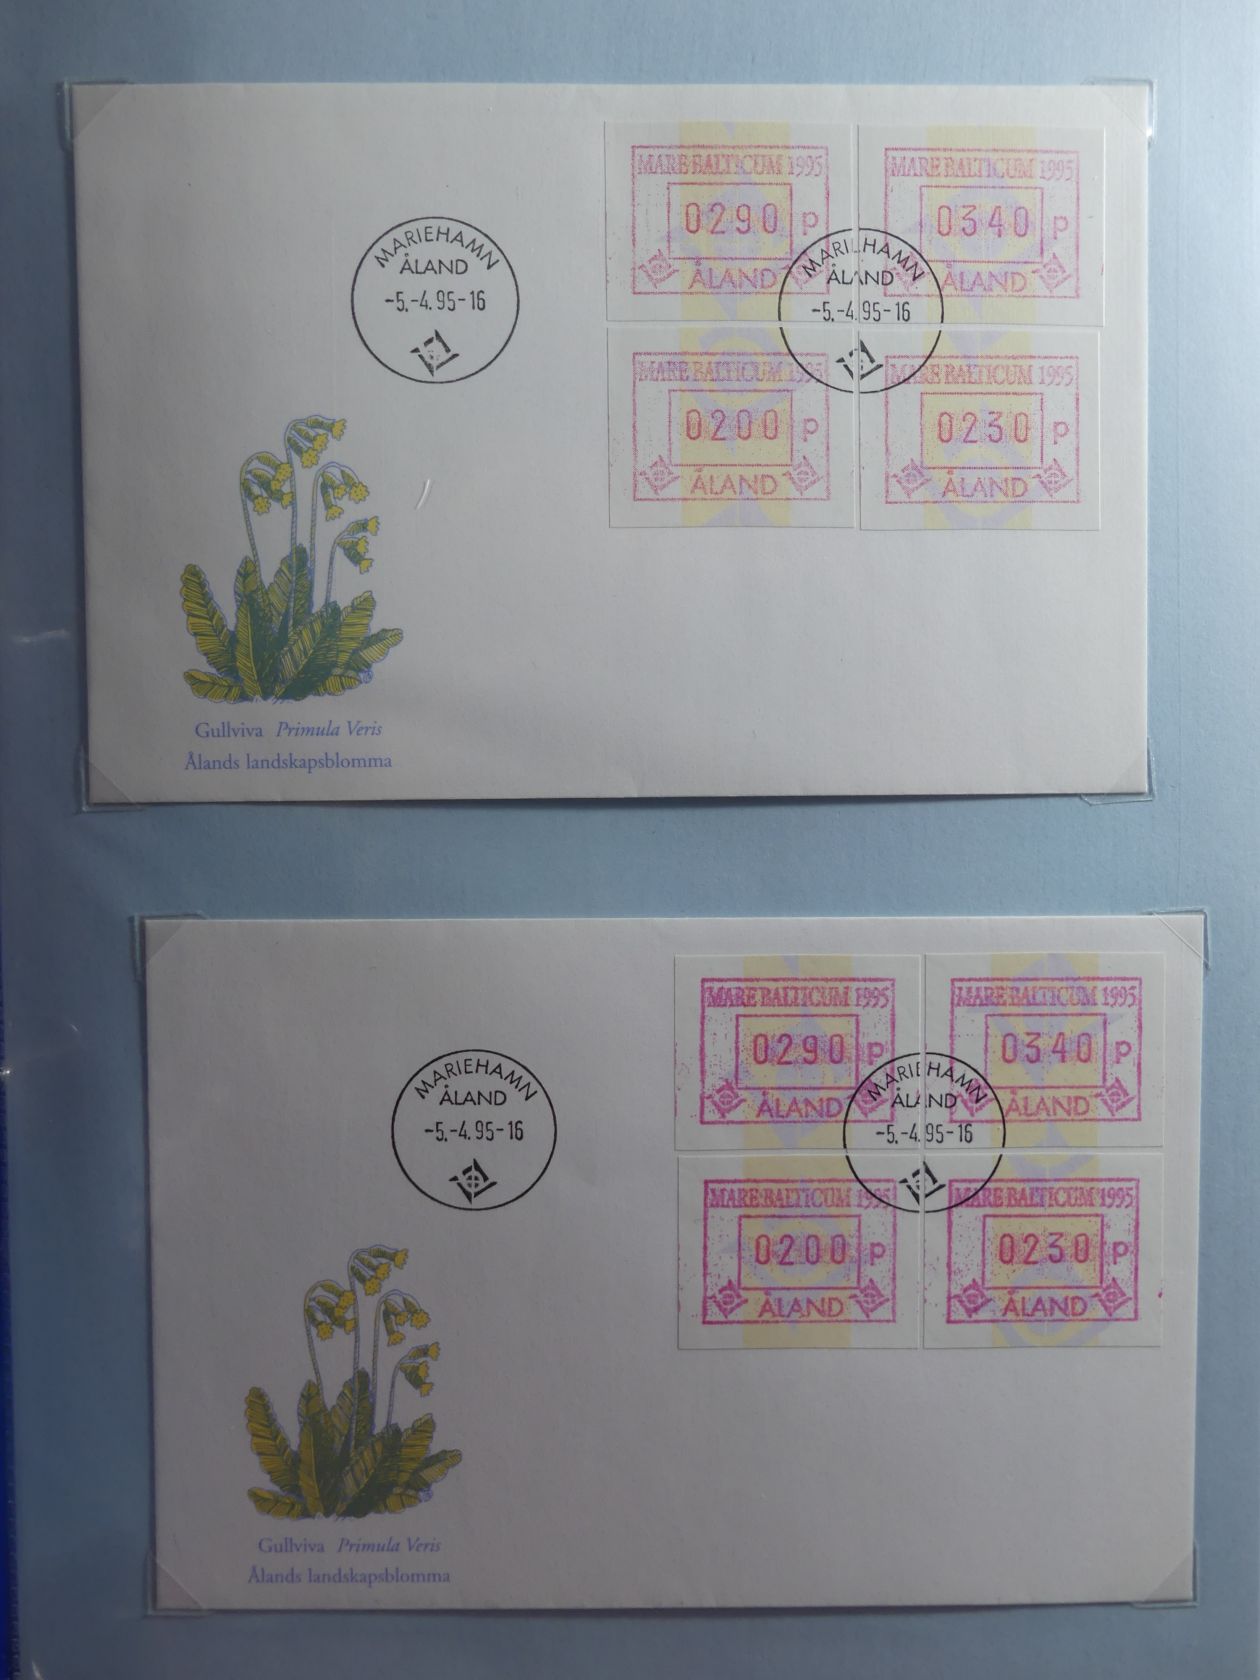 MARE BALTICUM 1995
0290 p
ÅLAND
MARE BALTICUM 1995
0340 p
ÅLAND
MARIEHAMN
ÅLAND
-5.-4.95-16
MARIEHAMN
ÅLAND
-5.-4.95-16
MARE BALTICUM 1995
0200 p
ÅLAND
MARE BALTICUM 1995
0230 p
ÅLAND
Gullviva Primula Veris
Ålands landskapsblomma
MARE BALTICUM 1995
0290 p
ÅLAND
MARE BALTICUM 1995
0340 p
ÅLAND
MARIEHAMN
ÅLAND
-5.-4.95-16
MARIEHAMN
ÅLAND
-5.-4.95-16
MARE BALTICUM 1995
0200 p
ÅLAND
MARE BALTICUM 1995
0230 p
ÅLAND
Gullviva Primula Veris
Ålands landskapsblomma